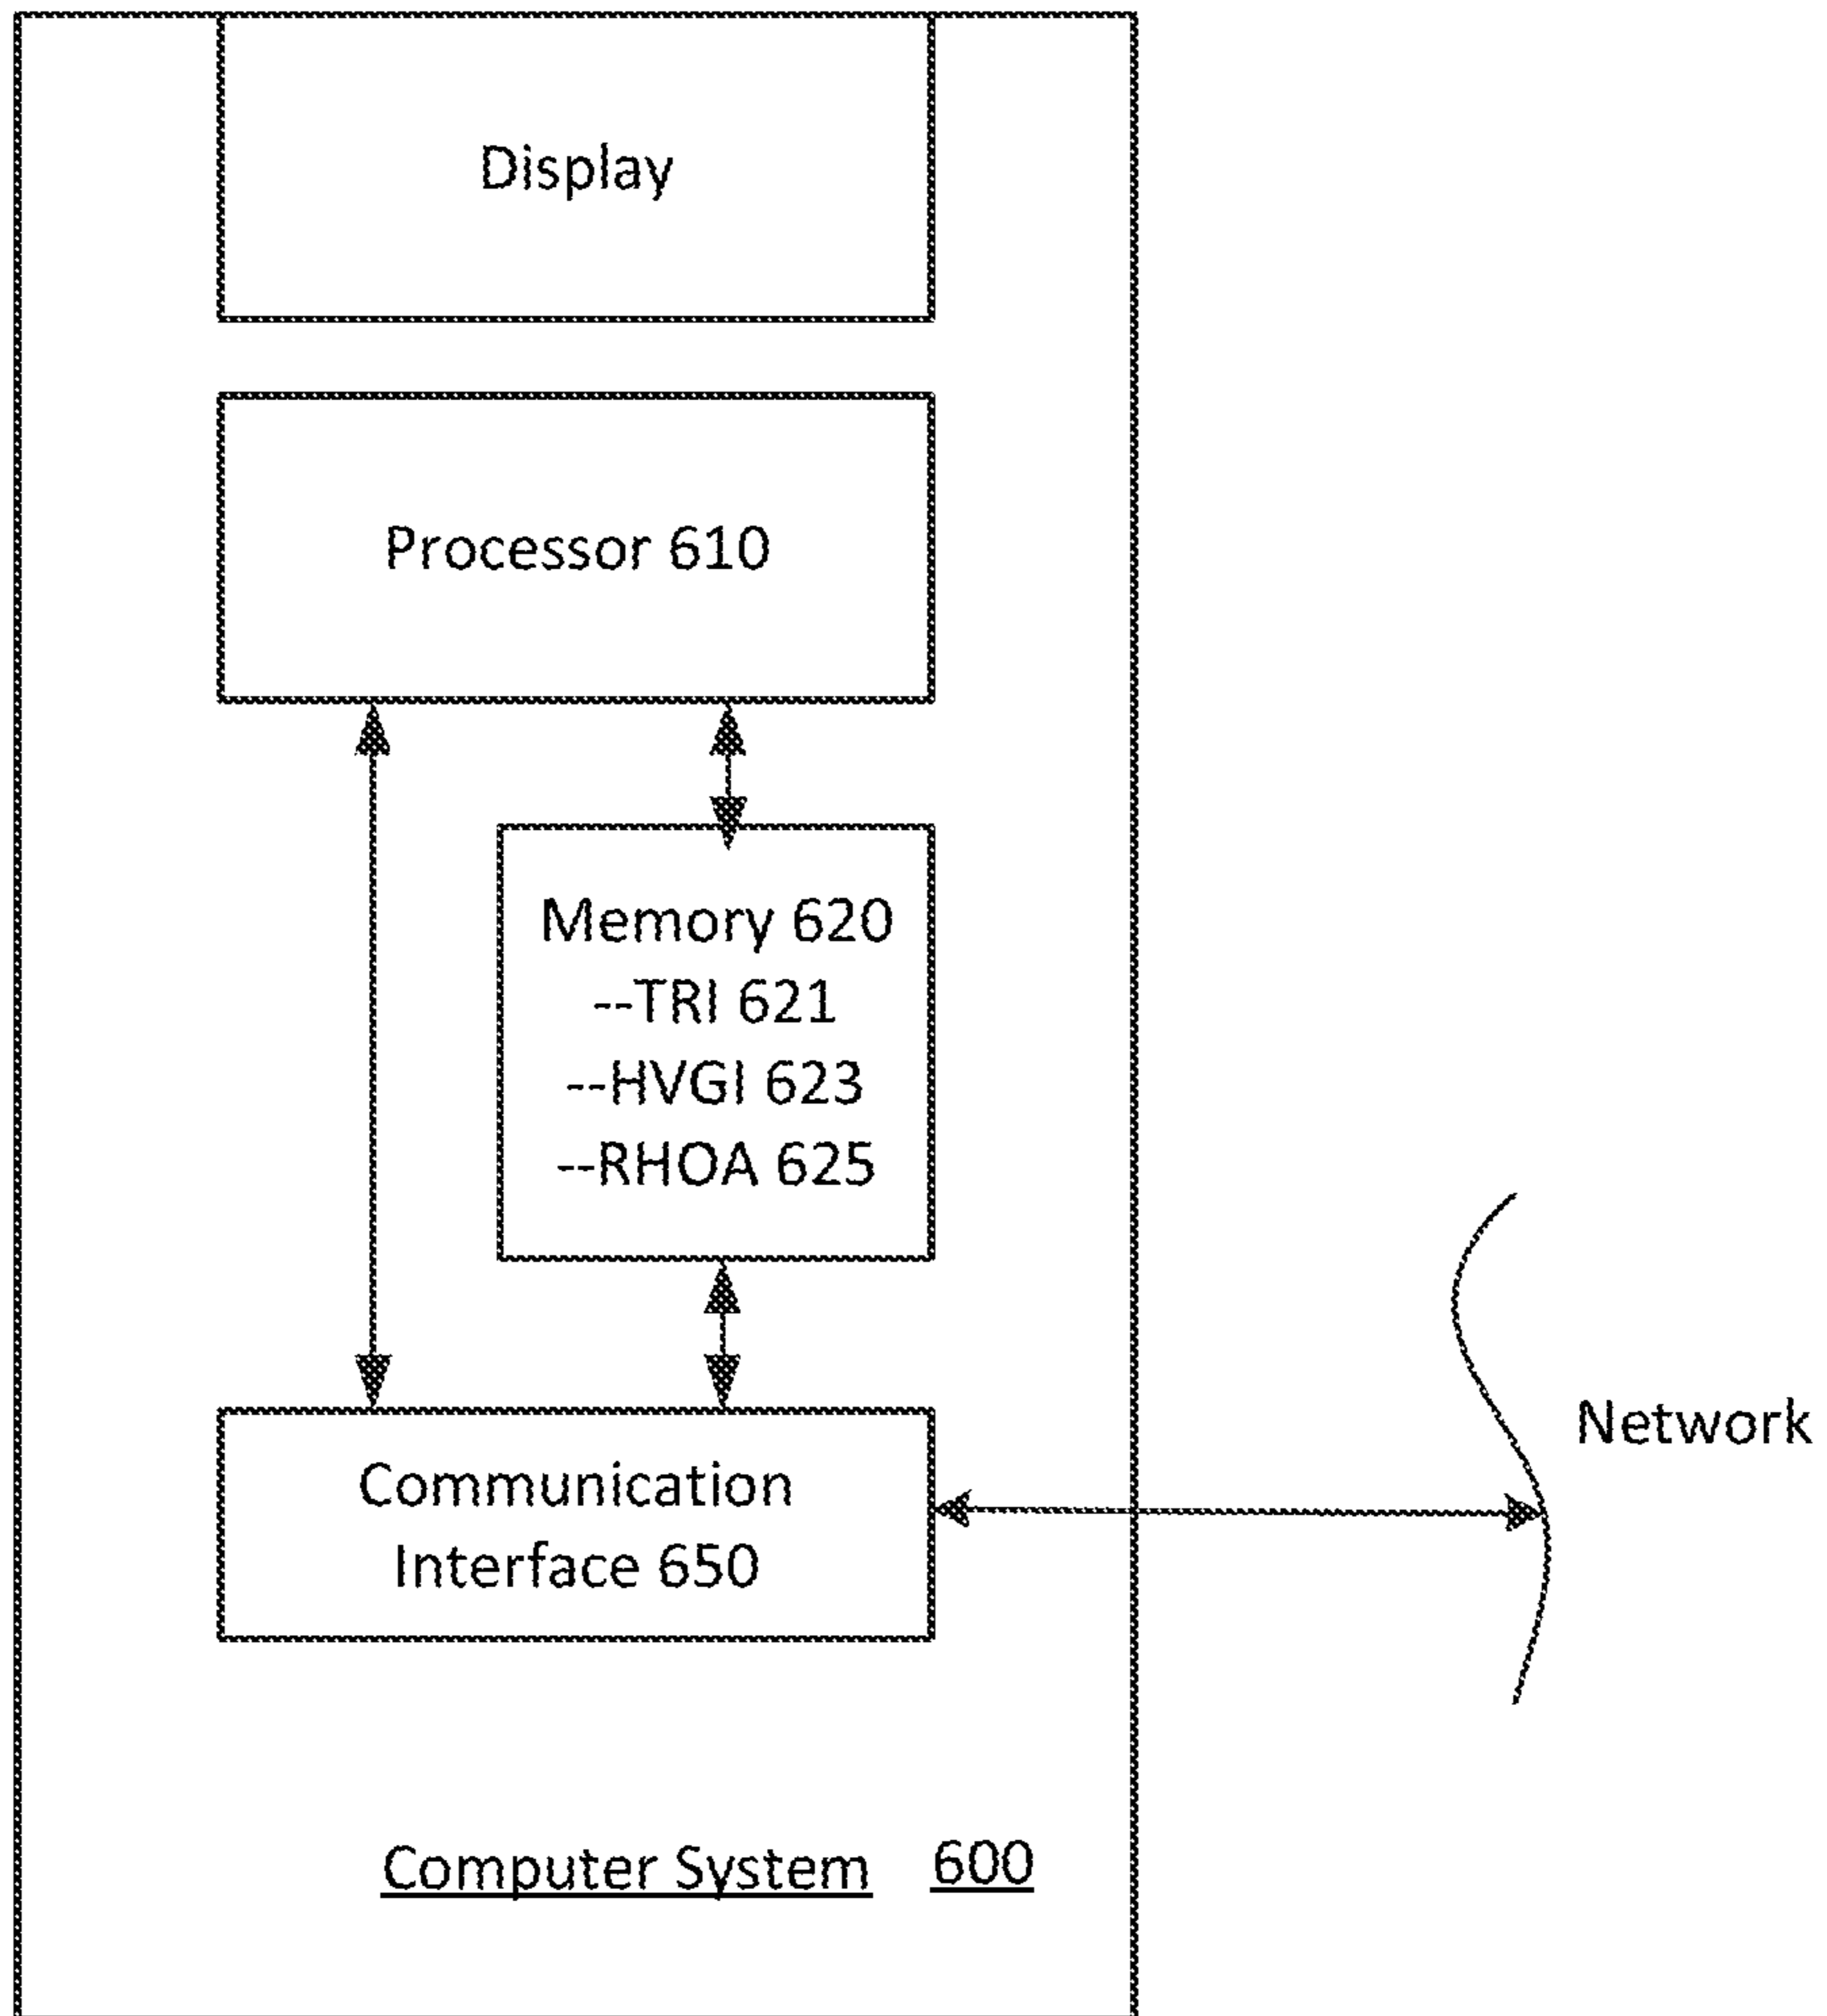 Display
Processor 610
Memory 620
--TRI 621
--HVGI 623
--RHOA 625
Network
Communication
Interface 650
Computer System 600